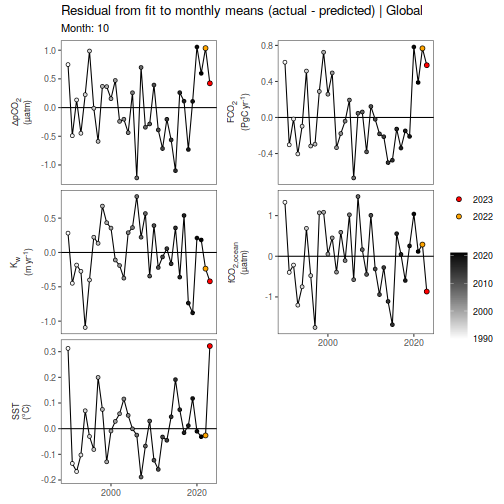 Residual from fit to monthly means (actual - predicted) | Global
Month: 10
ΔpCO2
(µatm)
1.0
0.5
0.0
-0.5
-1.0
FCO2
(PgC yr-1)
0.8
0.4
0.0
-0.4
Kw
(m yr-1)
0.5
0.0
-0.5
-1.0
fCO2,ocean
(µatm)
1
0
-1
2000
2020
SST
(°C)
0.3
0.2
0.1
0.0
-0.1
-0.2
2000
2020
2023
2022
2020
2010
2000
1990